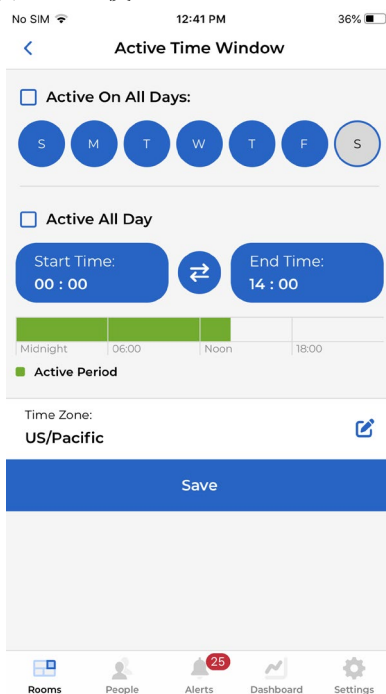 No SIM 12:41 PM 36%
Active Time Window
Active On All Days:
S M T W T F S
Active All Day
Start Time: End Time:
00 : 00 14 : 00
Midnight 06:00 Noon 18:00
Active Period
Time Zone:
US/Pacific
Save
25
Rooms People Alerts Dashboard Settings